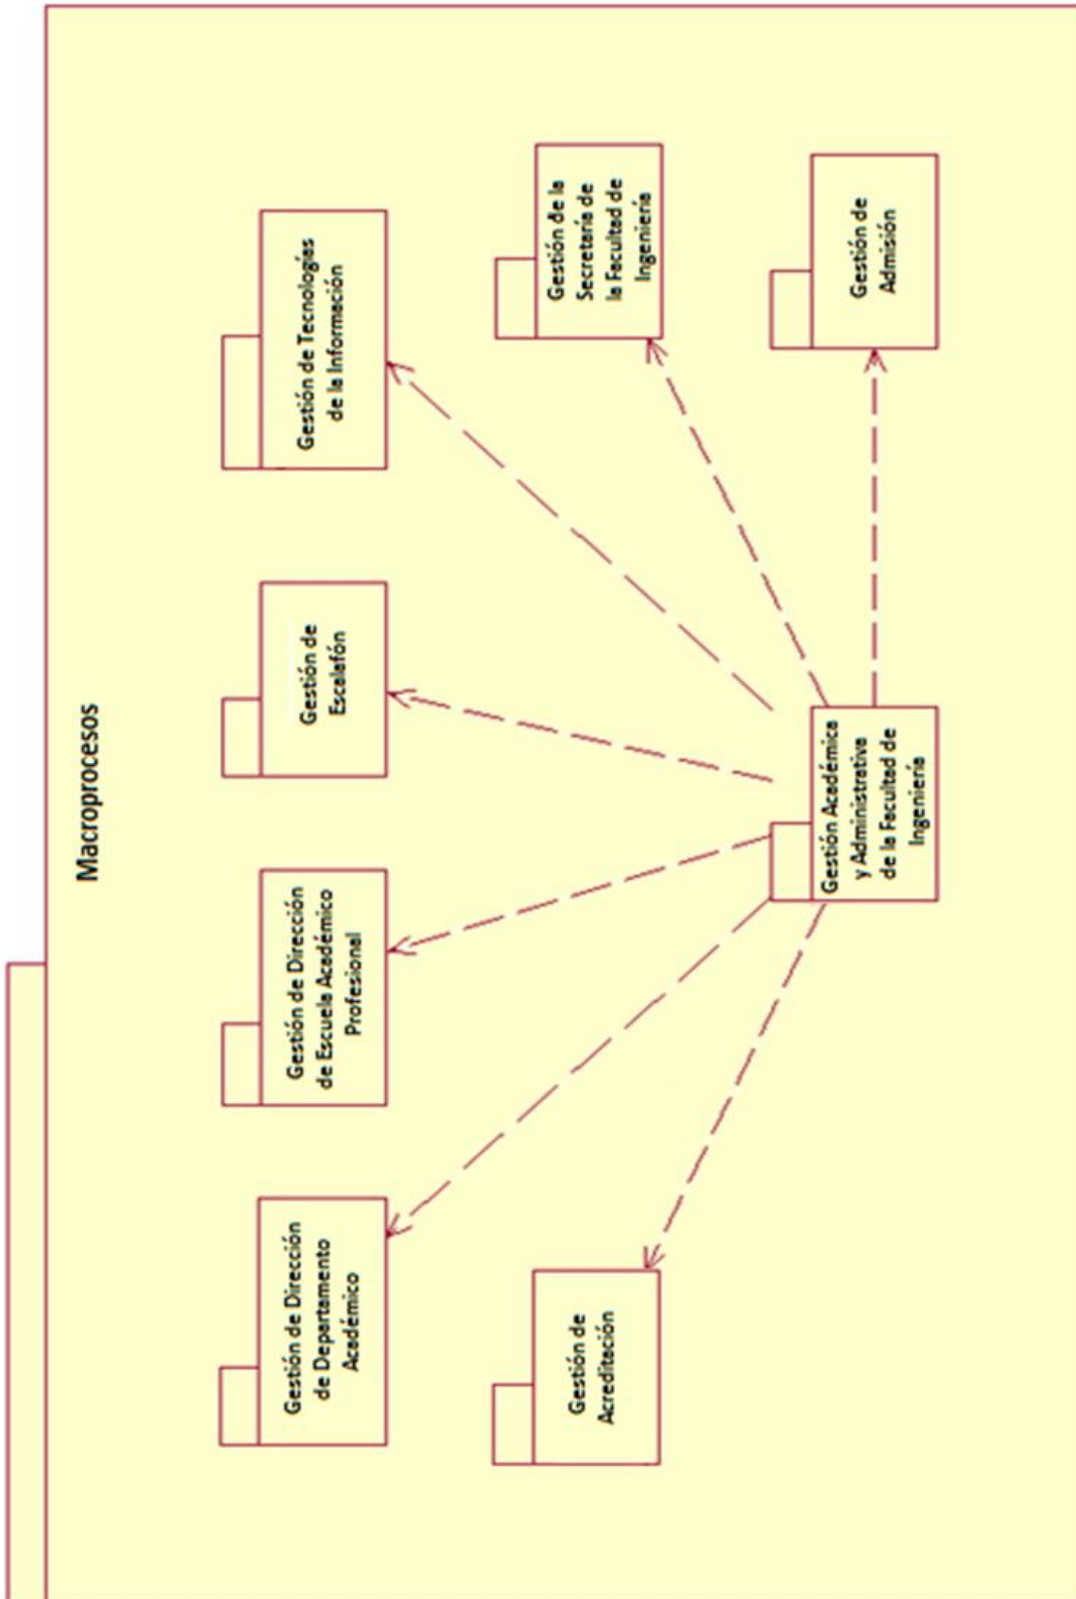 Macroprocesos
Gestión de Dirección
de Departamento
Académico
Gestión de Dirección
de Escuela Académico
Profesional
Gestión de
Escalafón
Gestión de Tecnologías
de la Información
Gestión de
Acreditación
Gestión de la
Secretaría de
la Facultad de
Ingeniería
Gestión Académica
y Administrativa
de la Facultad de
Ingeniería
Gestión de
Admisión